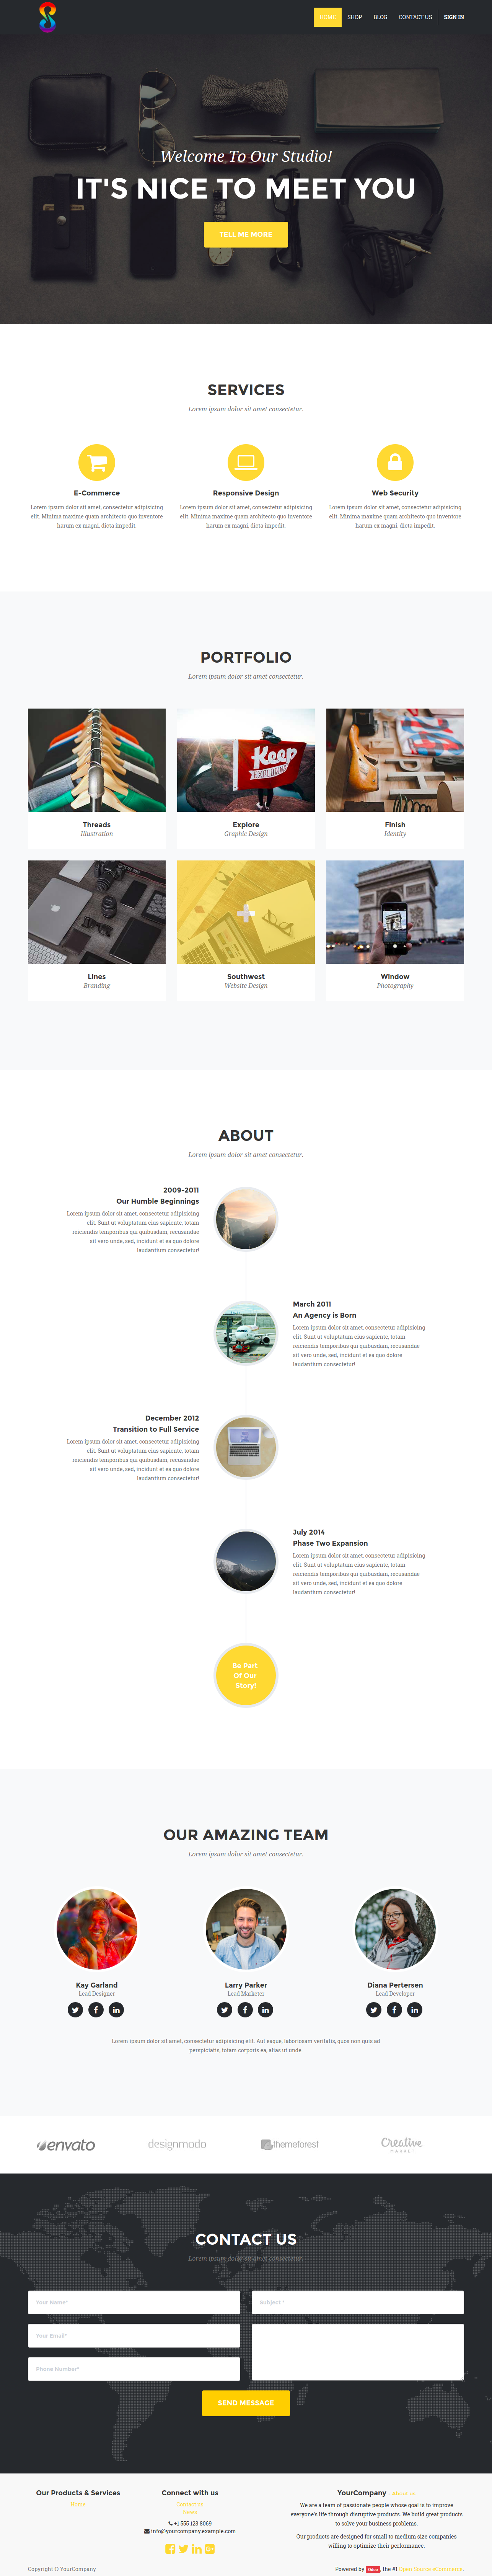 HOME
SHOP
BLOG
CONTACT US
SIGN IN
Welcome To Our Studio!
IT'S NICE TO MEET YOU
TELL ME MORE
SERVICES
Lorem ipsum dolor sit amet consectetur.
E-Commerce
Lorem ipsum dolor sit amet, consectetur adipisicing
elit. Minima maxime quam architecto quo inventore
harum ex magni, dicta impedit.
Responsive Design
Lorem ipsum dolor sit amet, consectetur adipisicing
elit. Minima maxime quam architecto quo inventore
harum ex magni, dicta impedit.
Web Security
Lorem ipsum dolor sit amet, consectetur adipisicing
elit. Minima maxime quam architecto quo inventore
harum ex magni, dicta impedit.
PORTFOLIO
Lorem ipsum dolor sit amet consectetur.
Keep
EXPLORING
Threads
Illustration
Explore
Graphic Design
Finish
Identity
Lines
Branding
Southwest
Website Design
Window
Photography
ABOUT
Lorem ipsum dolor sit amet consectetur.
2009-2011
Our Humble Beginnings
Lorem ipsum dolor sit amet, consectetur adipisicing
elit. Sunt ut voluptatum eius sapiente, totam
reiciendis temporibus qui quibusdam, recusandae
sit vero unde, sed, incidunt et ea quo dolore
laudantium consectetur!
March 2011
An Agency is Born
Lorem ipsum dolor sit amet, consectetur adipisicing
elit. Sunt ut voluptatum eius sapiente, totam
reiciendis temporibus qui quibusdam, recusandae
sit vero unde, sed, incidunt et ea quo dolore
laudantium consectetur!
December 2012
Transition to Full Service
Lorem ipsum dolor sit amet, consectetur adipisicing
elit. Sunt ut voluptatum eius sapiente, totam
reiciendis temporibus qui quibusdam, recusandae
sit vero unde, sed, incidunt et ea quo dolore
laudantium consectetur!
July 2014
Phase Two Expansion
Lorem ipsum dolor sit amet, consectetur adipisicing
elit. Sunt ut voluptatum eius sapiente, totam
reiciendis temporibus qui quibusdam, recusandae
sit vero unde, sed, incidunt et ea quo dolore
laudantium consectetur!
Be Part
Of Our
Story!
OUR AMAZING TEAM
Lorem ipsum dolor sit amet consectetur.
Kay Garland
Lead Designer
Larry Parker
Lead Marketer
Diana Pertersen
Lead Developer
Lorem ipsum dolor sit amet, consectetur adipisicing elit. Aut eaque, laboriosam veritatis, quos non quis ad
perspiciatis, totam corporis ea, alias ut unde.
envato
designmodo
themeforest
Creative
MARKET
CONTACT US
Lorem ipsum dolor sit amet consectetur.
Your Name*
Subject *
Your Email*
Phone Number*
SEND MESSAGE
Our Products & Services
Home
Connect with us
Contact us
News
+1 555 123 8069
info@yourcompany.example.com
YourCompany - About us
We are a team of passionate people whose goal is to improve
everyone's life through disruptive products. We build great products
to solve your business problems.
Our products are designed for small to medium size companies
willing to optimize their performance.
Copyright © YourCompany
Powered by Odoo, the #1 Open Source eCommerce.